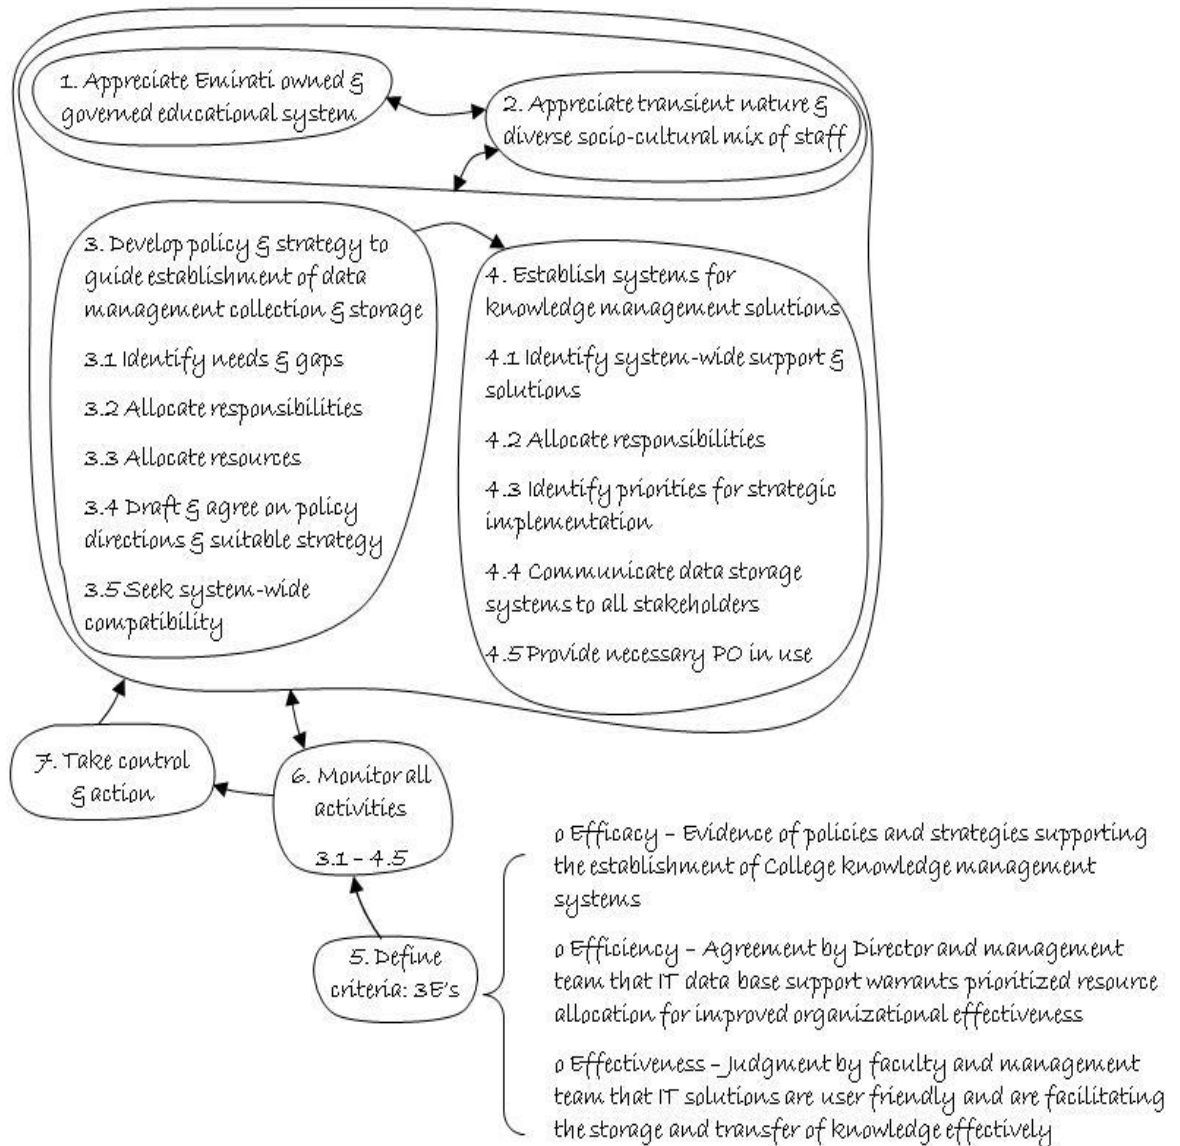 1. Appreciate Emirati owned &
governed educational system
2. Appreciate transient nature &
diverse socio-cultural mix of staff
3. Develop policy & strategy to
guide establishment of data
management collection & storage
3.1 Identify needs & gaps
3.2 Allocate responsibilities
3.3 Allocate resources
3.4 Draft & agree on policy
directions & suitable strategy
3.5 Seek system-wide
compatibility
4. Establish systems for
knowledge management solutions
4.1 Identify system-wide support &
solutions
4.2 Allocate responsibilities
4.3 Identify priorities for strategic
implementation
4.4 Communicate data storage
systems to all stakeholders
4.5 Provide necessary PO in use
7. Take control
& action
6. Monitor all
activities
3.1 – 4.5
5. Define
criteria: 3E's
o Efficacy – Evidence of policies and strategies supporting
the establishment of College knowledge management
systems
o Efficiency – Agreement by Director and management
team that IT data base support warrants prioritized resource
allocation for improved organizational effectiveness
o Effectiveness – Judgment by faculty and management
team that IT solutions are user friendly and are facilitating
the storage and transfer of knowledge effectively